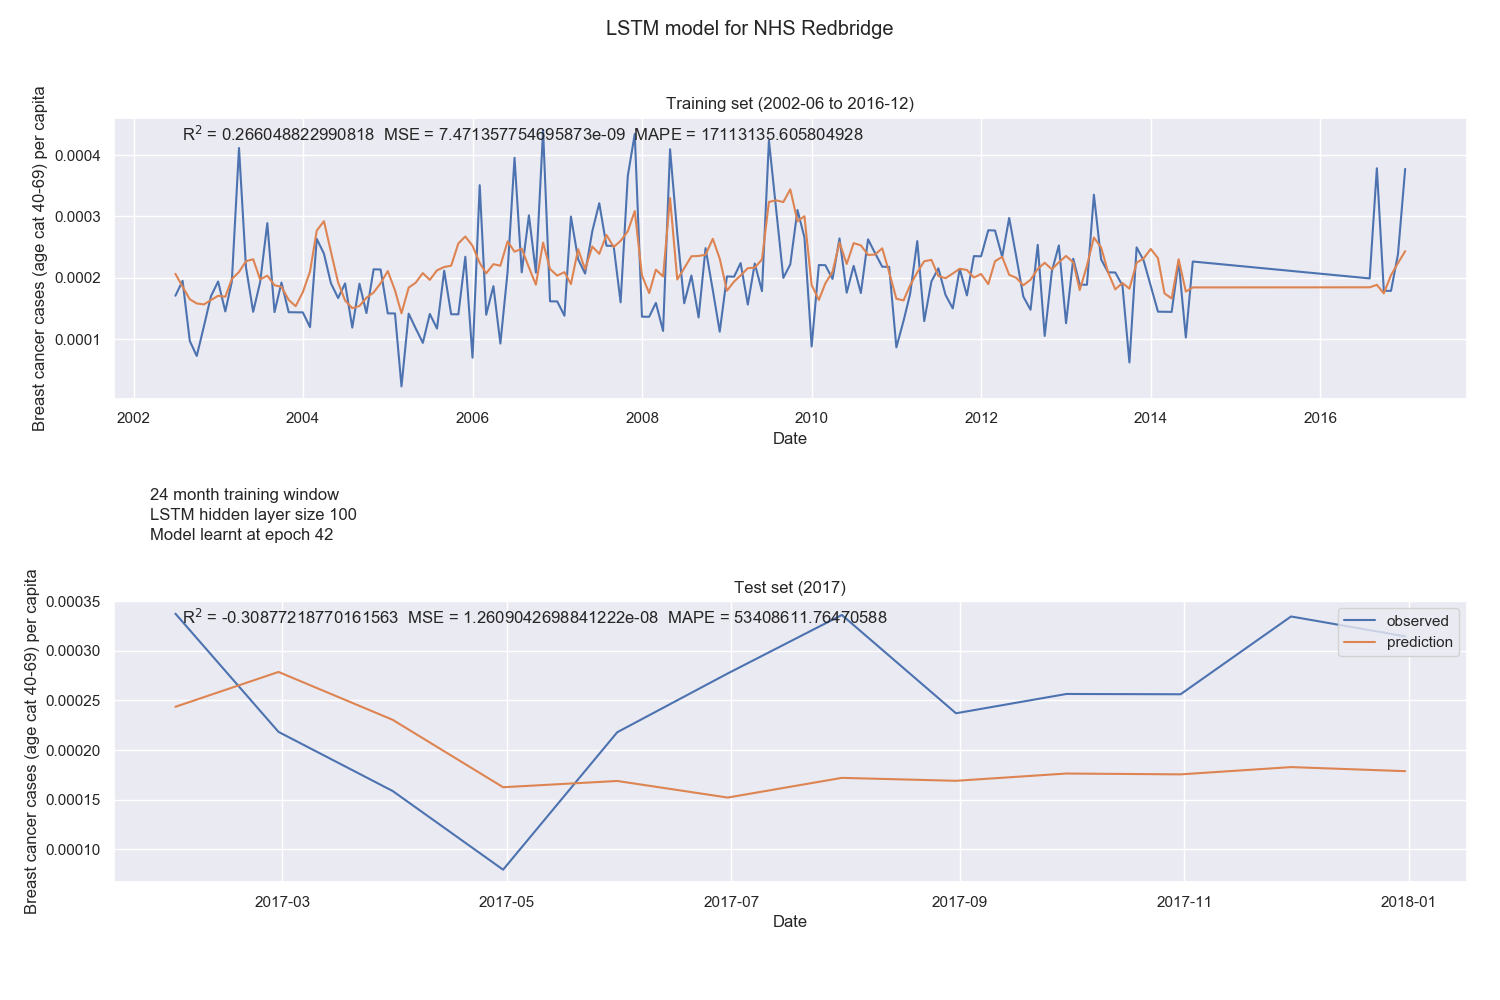 LSTM model for NHS Redbridge
Training set (2002-06 to 2016-12)
R² = 0.266048822990818 MSE = 7.471357754695873e-09 MAPE = 17113135.605804928
Breast cancer cases (age cat 40-69) per capita
0.0004
0.0003
0.0002
0.0001
2002 2004 2006 2008 2010 2012 2014 2016
Date
24 month training window
LSTM hidden layer size 100
Model learnt at epoch 42
Test set (2017)
R² = -0.30877218770161563 MSE = 1.2609042698841222e-08 MAPE = 53408611.76470588
observed
prediction
Breast cancer cases (age cat 40-69) per capita
0.00035
0.00030
0.00025
0.00020
0.00015
0.00010
2017-03 2017-05 2017-07 2017-09 2017-11 2018-01
Date